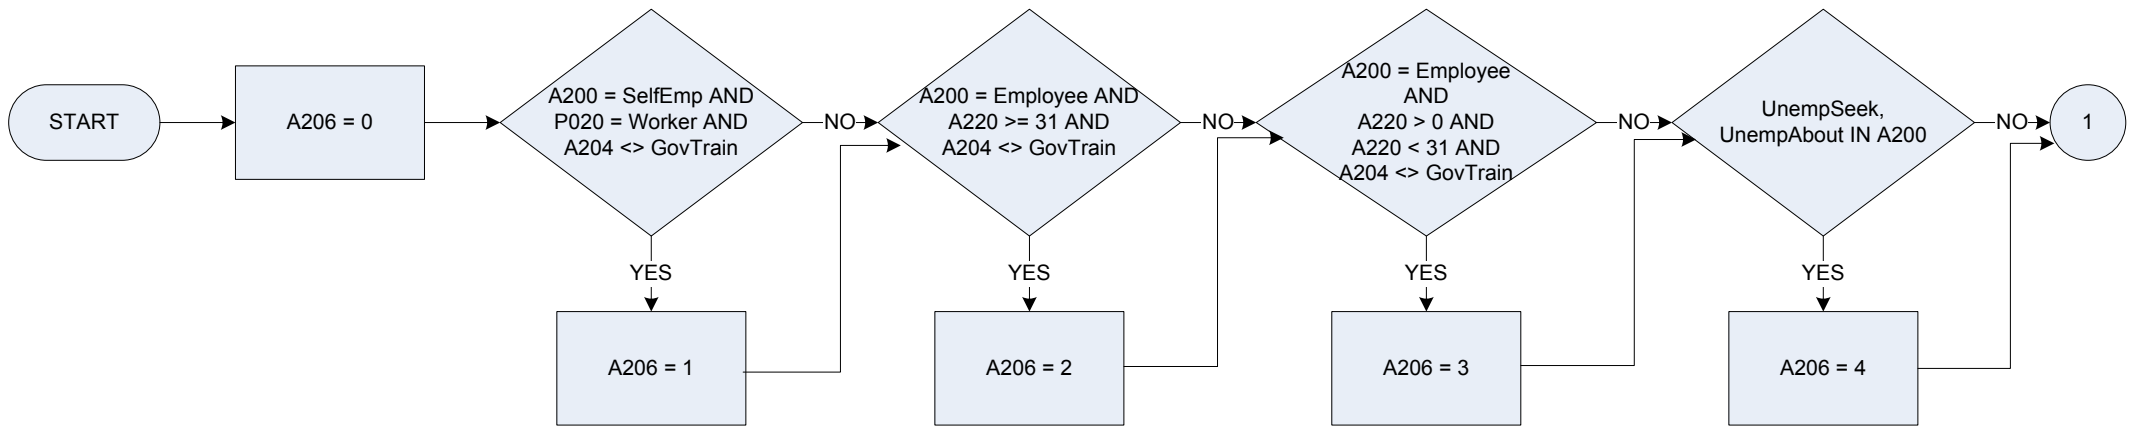 START
A206 = 0
A200 = SelfEmp AND
P020 = Worker AND
A204 <> GovTrain
NO
YES
A206 = 1
A200 = Employee AND
A220 >= 31 AND
A204 <> GovTrain
NO
YES
A206 = 2
A200 = Employee
AND
A220 > 0 AND
A220 < 31 AND
A204 <> GovTrain
NO
YES
A206 = 3
UnempSeek,
UnempAbout IN A200
NO
YES
A206 = 4
1